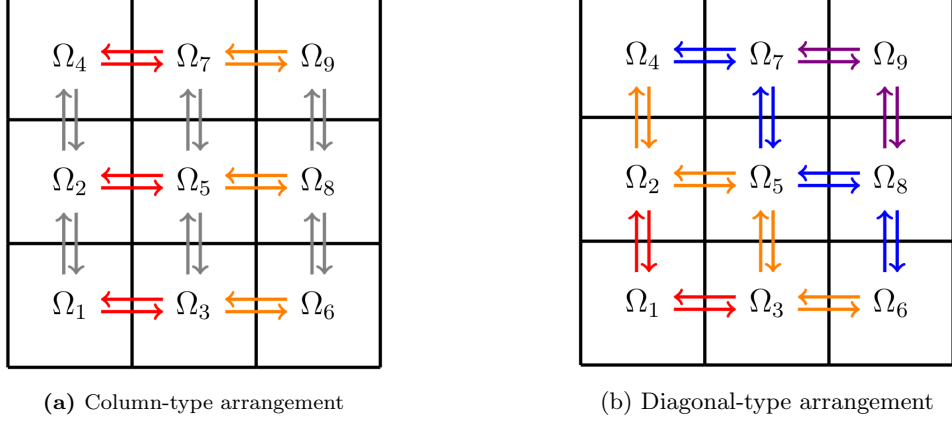 Ω₄ Ω₇ Ω₉
Ω₂ Ω₅ Ω₈
Ω₁ Ω₃ Ω₆
(a) Column-type arrangement
Ω₄ Ω₇ Ω₉
Ω₂ Ω₅ Ω₈
Ω₁ Ω₃ Ω₆
(b) Diagonal-type arrangement